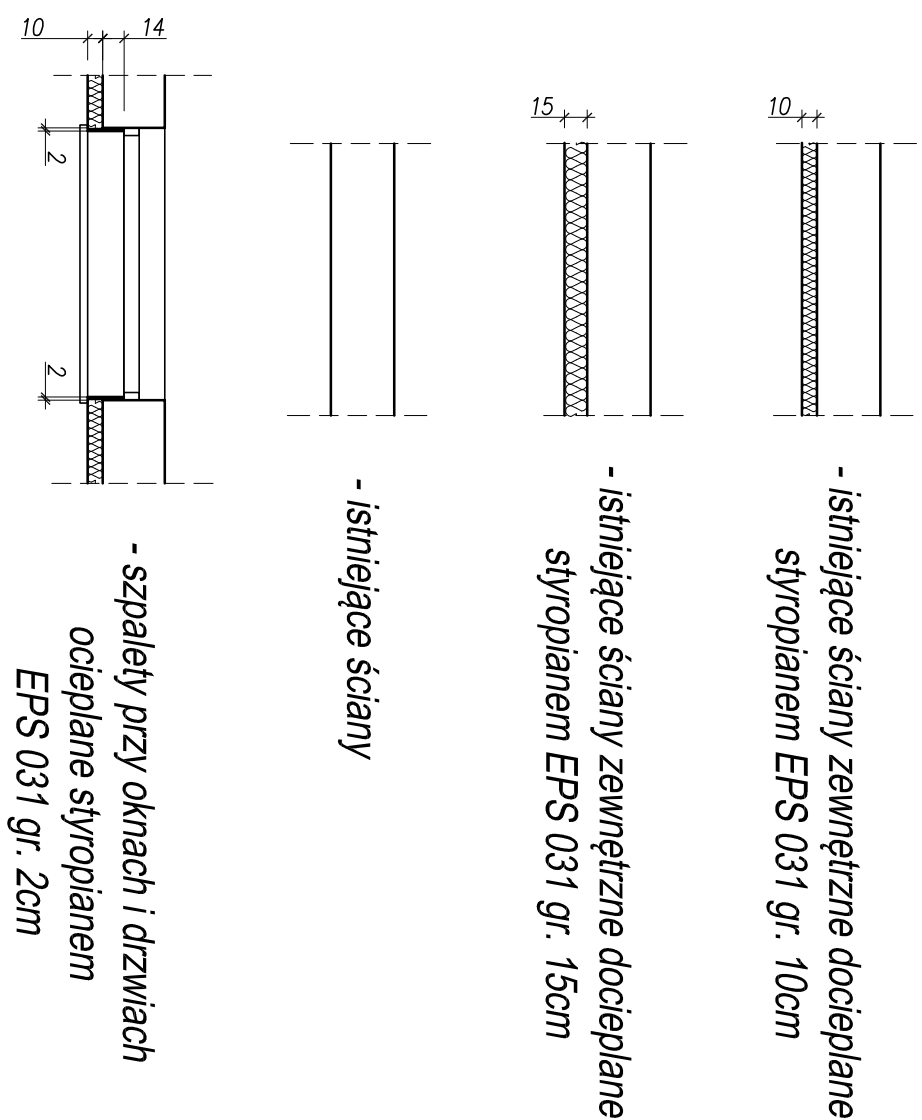 10
- istniejące ściany zewnętrzne docieplane
styropianem EPS 031 gr. 10cm
15
- istniejące ściany zewnętrzne docieplane
styropianem EPS 031 gr. 15cm
- istniejące ściany
14
10
2
2
- szpalety przy oknach i drzwiach
ocieplane styropianem
EPS 031 gr. 2cm